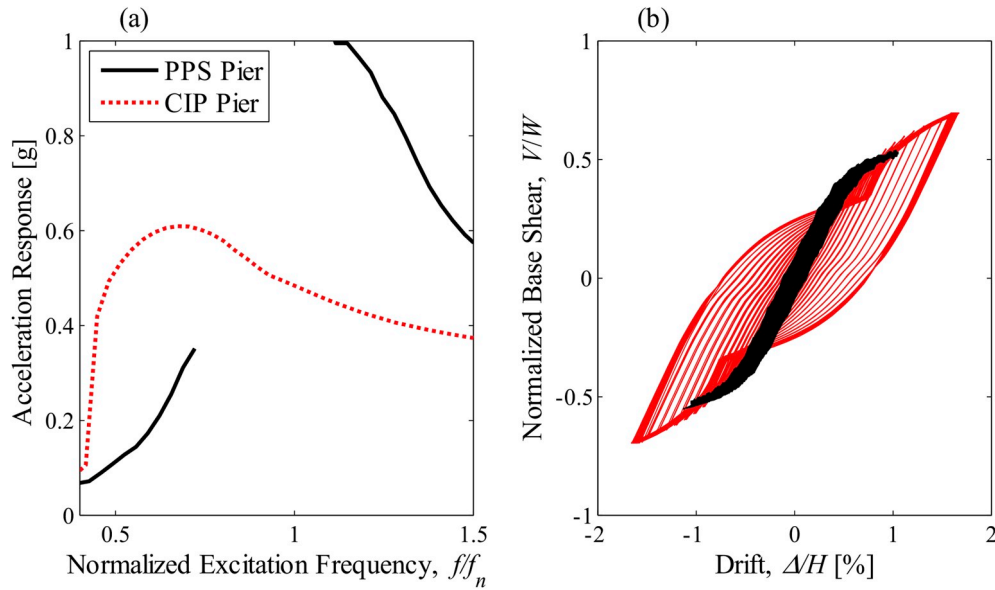 (a)
1
0.8
0.6
0.4
0.2
0
Acceleration Response [g]
PPS Pier
CIP Pier
0.5
1
1.5
Normalized Excitation Frequency, f/fn
(b)
1
0.5
0
-0.5
-1
Normalized Base Shear, V/W
-2
-1
0
1
2
Drift, Δ/H [%]